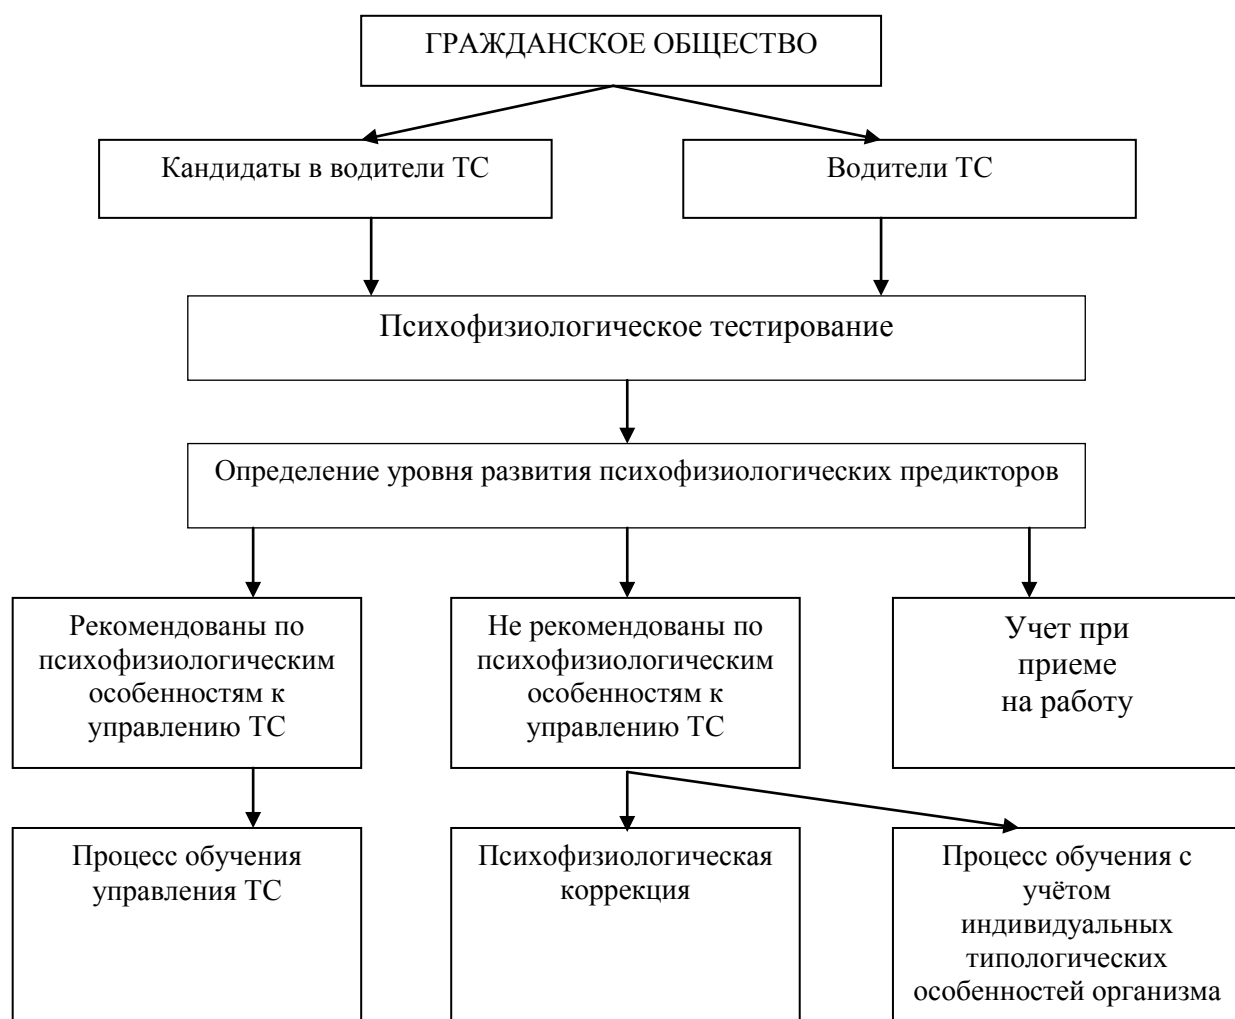 ГРАЖДАНСКОЕ ОБЩЕСТВО
Кандидаты в водители ТС
Водители ТС
Психофизиологическое тестирование
Определение уровня развития психофизиологических предикторов
Рекомендованы по
психофизиологическим
особенностям к
управлению ТС
Не рекомендованы по
психофизиологическим
особенностям к
управлению ТС
Учет при
приеме
на работу
Процесс обучения
управления ТС
Психофизиологическая
коррекция
Процесс обучения с
учётом
индивидуальных
типологических
особенностей организма